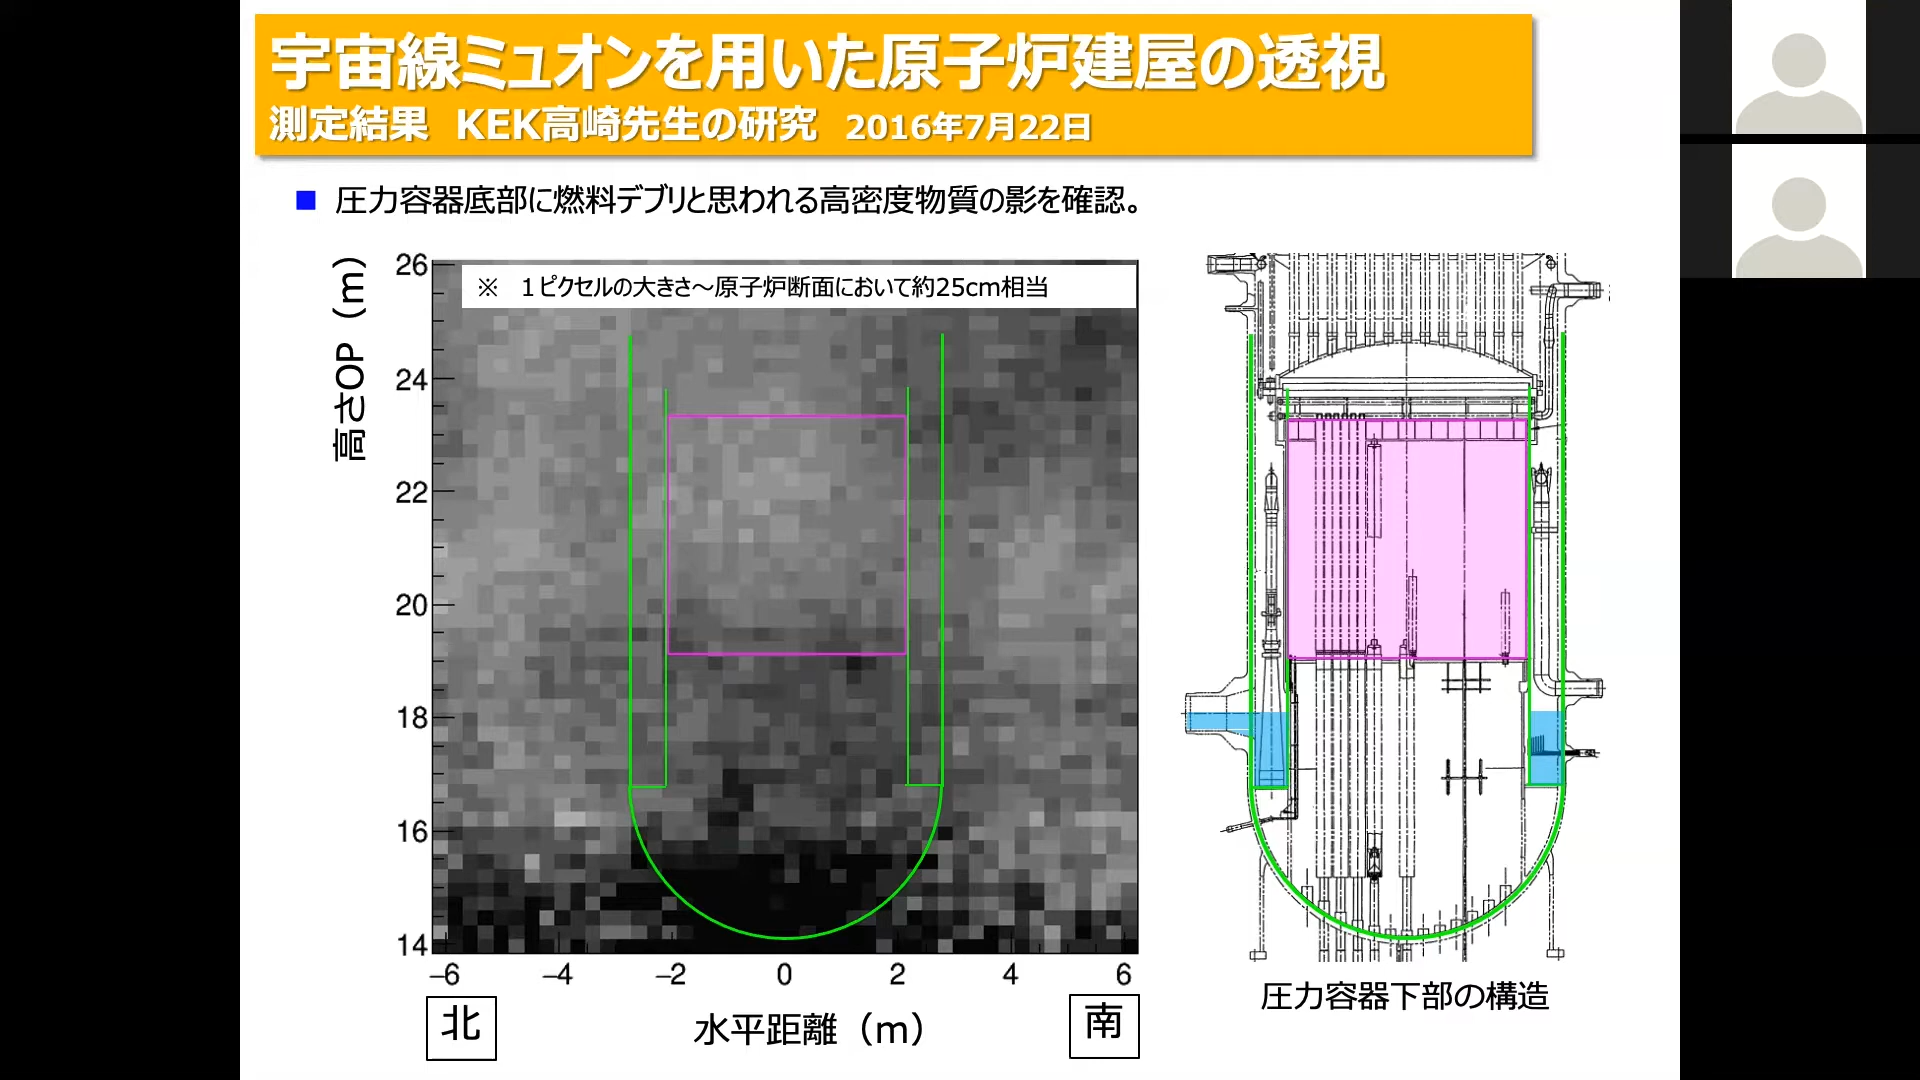 宇宙線ミュオンを用いた原子炉建屋の透視
測定結果 KEK高崎先生の研究 2016年7月22日
■ 圧力容器底部に燃料デブリと思われる高密度物質の影を確認。
※ １ピクセルの大きさ～原子炉断面において約25cm相当
高さOP（m）
26
24
22
20
18
16
14
–6 –4 –2 0 2 4 6
北
水平距離（m）
南
圧力容器下部の構造